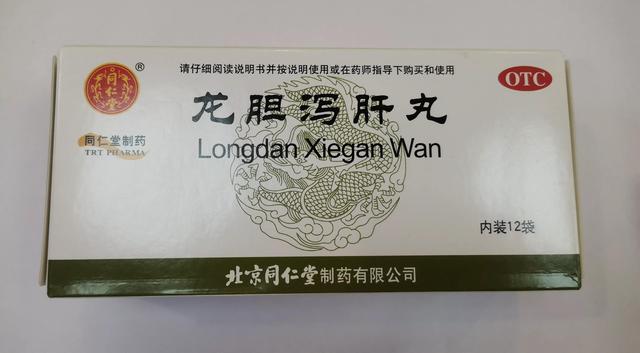 同仁堂
®
同仁堂制药
TRT PHARMA
请仔细阅读说明书并按说明使用或在药师指导下购买和使用
OTC
龙胆泻肝丸
Longdan Xiegan Wan
内装12袋
北京同仁堂制药有限公司